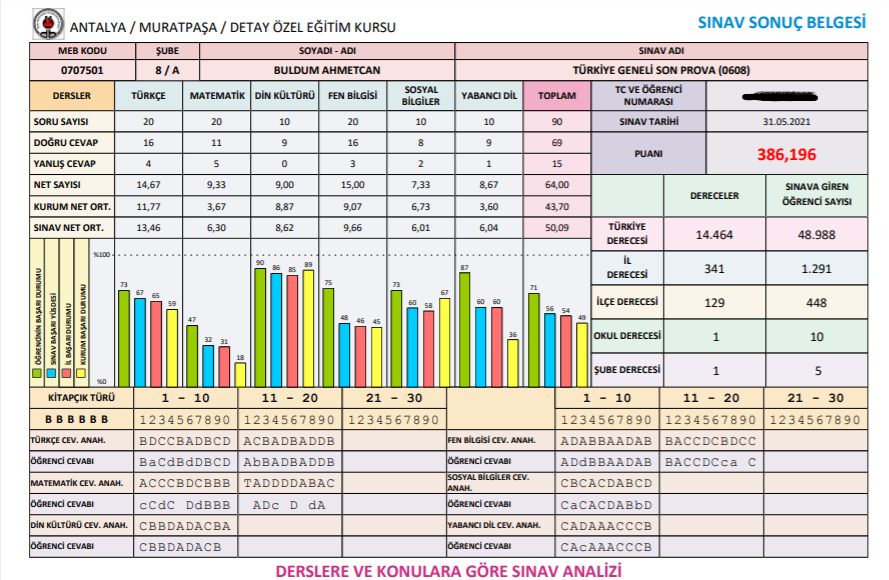 ANTALYA / MURATPAŞA / DETAY ÖZEL EĞİTİM KURSU
SINAV SONUÇ BELGESİ
MEB KODU ŞUBE SOYADI - ADI SINAV ADI
0707501 8 / A BULDUM AHMETCAN TÜRKİYE GENELİ SON PROVA (0608)
DERSLER TÜRKÇE MATEMATİK DİN KÜLTÜRÜ FEN BİLGİSİ SOSYAL BİLGİLER YABANCI DİL TOPLAM TC VE ÖĞRENCİ NUMARASI
SORU SAYISI 20 20 10 20 10 10 90 SINAV TARİHİ 31.05.2021
DOĞRU CEVAP 16 11 9 16 8 9 69
YANLIŞ CEVAP 4 5 0 3 2 1 15
PUANI 386,196
NET SAYISI 14,67 9,33 9,00 15,00 7,33 8,67 64,00
KURUM NET ORT. 11,77 3,67 8,87 9,07 6,73 3,60 43,70
SINAV NET ORT. 13,46 6,30 8,62 9,66 6,01 6,04 50,09
DERECELER SINAVA GİREN ÖĞRENCİ SAYISI
TÜRKİYE DERECESİ 14.464 48.988
İL DERECESİ 341 1.291
İLÇE DERECESİ 129 448
OKUL DERECESİ 1 10
ŞUBE DERECESİ 1 5
ÖĞRENCİNİN BAŞARI DURUMU
SINAV BAŞARI YÜZDESİ
İL BAŞARI DURUMU
KURUM BAŞARI DURUMU
%100
73 67 65 59
47 32 31 18
90 86 85 89
75 48 46 45
73 60 58 67
87 60 60 36
71 56 54 49
%0
KİTAPÇIK TÜRÜ 1 - 10 11 - 20 21 - 30 1 - 10 11 - 20 21 - 30
B B B B B B 1234567890 1234567890 1234567890 1234567890 1234567890 1234567890
TÜRKÇE CEV. ANAH. BDCCBADBCD ACBADBADDB FEN BİLGİSİ CEV. ANAH. ADABBAADAB BACCDCBDCC
ÖĞRENCİ CEVABI BaCdBdDBCD AbBADBADDB ÖĞRENCİ CEVABI ADdBBAADAB BACCDCca C
MATEMATİK CEV. ANAH. ACCCBDCBBB TADDDDABAC SOSYAL BİLGİLER CEV. ANAH. CBCACDABCD
ÖĞRENCİ CEVABI cCdC DdBBB ADc D dA ÖĞRENCİ CEVABI CaCACDABbD
DİN KÜLTÜRÜ CEV. ANAH. CBBDADACBA YABANCI DİL CEV. ANAH. CADAAACCCB
ÖĞRENCİ CEVABI CBBDADACB ÖĞRENCİ CEVABI CAcAAACCCB
DERSLERE VE KONULARA GÖRE SINAV ANALİZİ